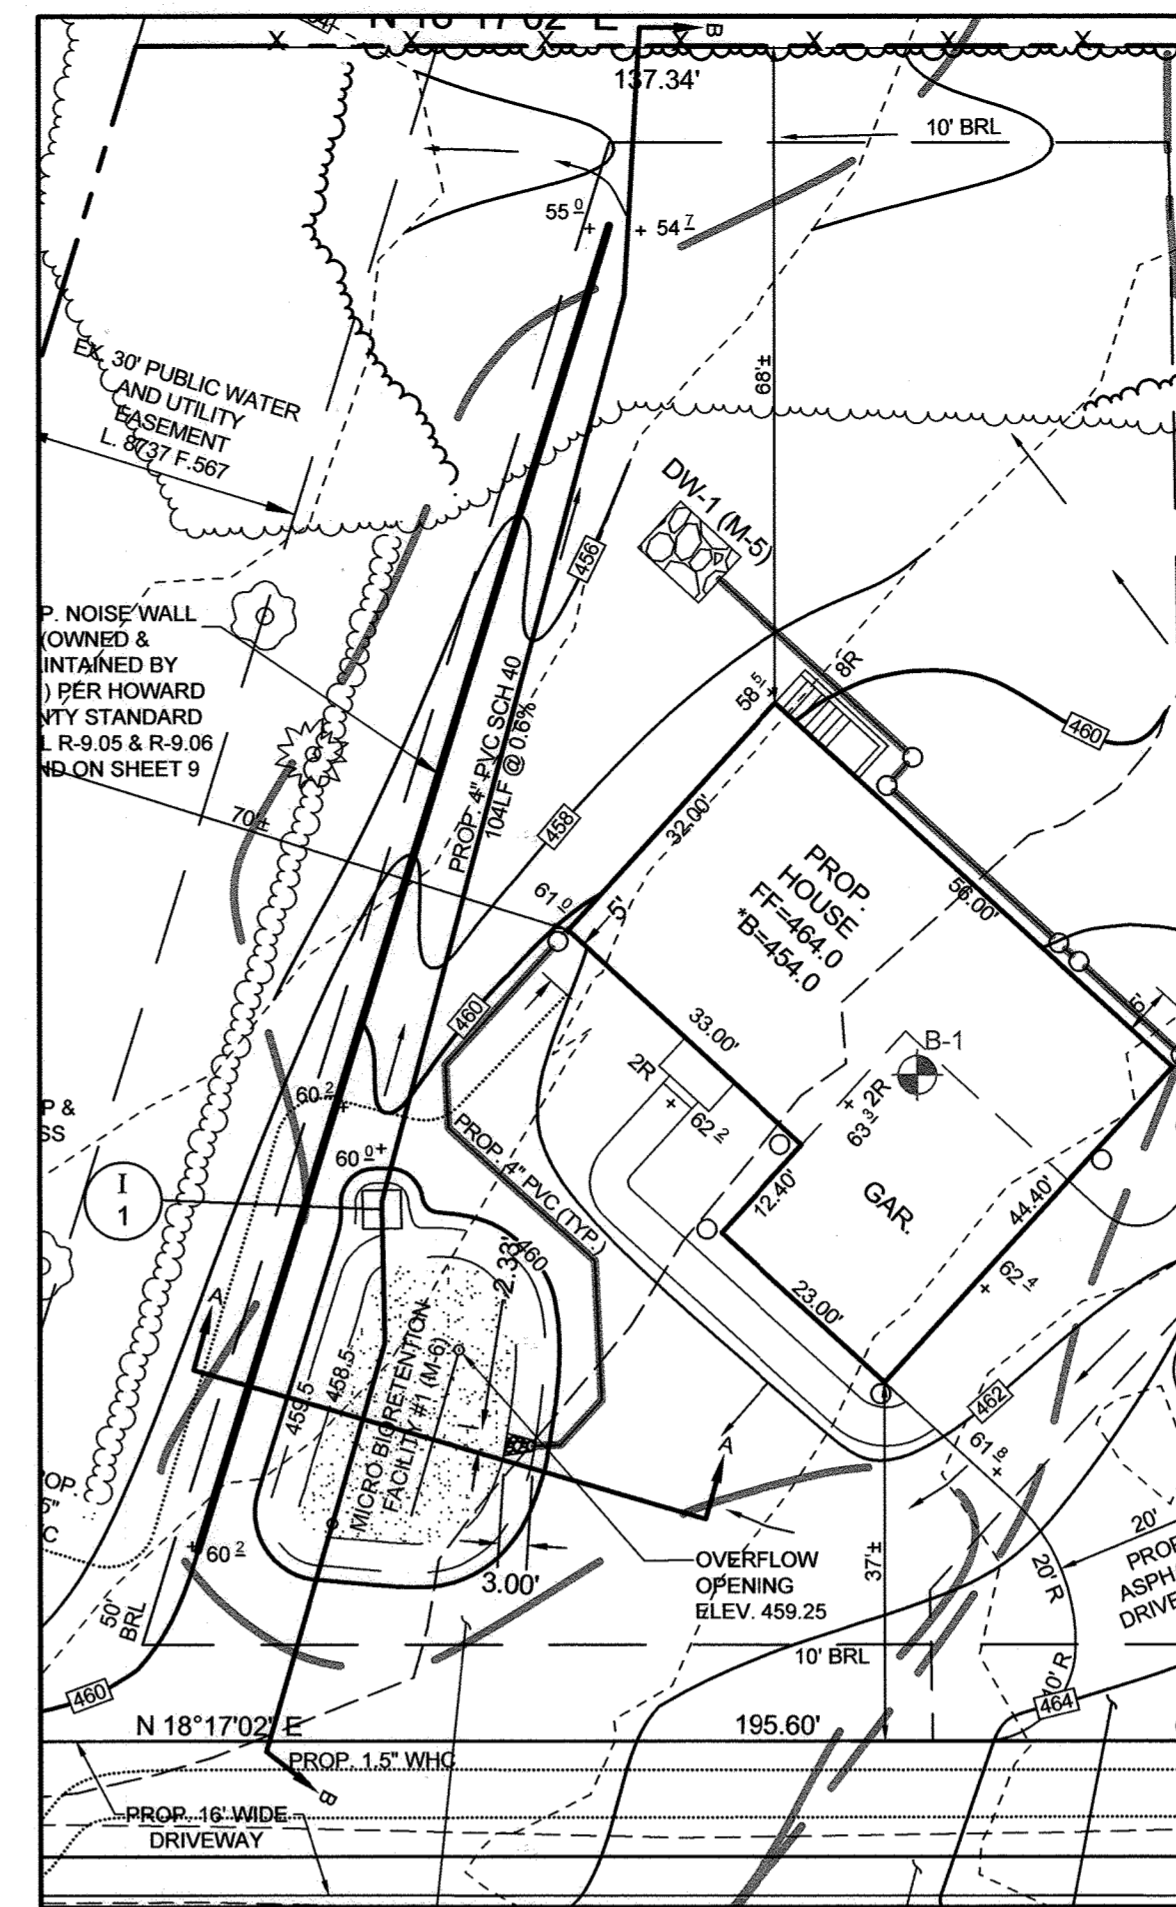 137.34'
B
10' BRL
55 0
54 7
68'±
EX. 30' PUBLIC WATER
AND UTILITY
EASEMENT
L. 8737 F.567
DW-1 (M-5)
456
P. NOISE WALL
(OWNED &
INTAINED BY
) PER HOWARD
NTY STANDARD
L R-9.05 & R-9.06
ND ON SHEET 9
PROP. 4" PVC SCH 40
104LF @ 0.6%
58 5
8R
460
70±
458
32.00'
61 0
5'
PROP.
HOUSE
FF=464.0
*B=454.0
56.00'
460
33.00'
2R
B-1
62 2
63 3
2R
60 2
P &
SS
60 0
PROP. 4" PVC (TYP.)
I
1
12.40'
GAR.
44.40'
A
2.33'
460
23.00'
62 4
459.5
458.5
MICRO BIORETENTION
FACILITY #1 (M-6)
462
A
61 8
OP.
5"
C
60 2
3.00'
OVERFLOW
OPENING
ELEV. 459.25
37'±
20'
PROP
ASPH
DRIVE
20' R
50'
BRL
10' BRL
460
464
N 18°17'02" E
195.60'
PROP. 1.5" WHC
B
PROP. 16' WIDE
DRIVEWAY